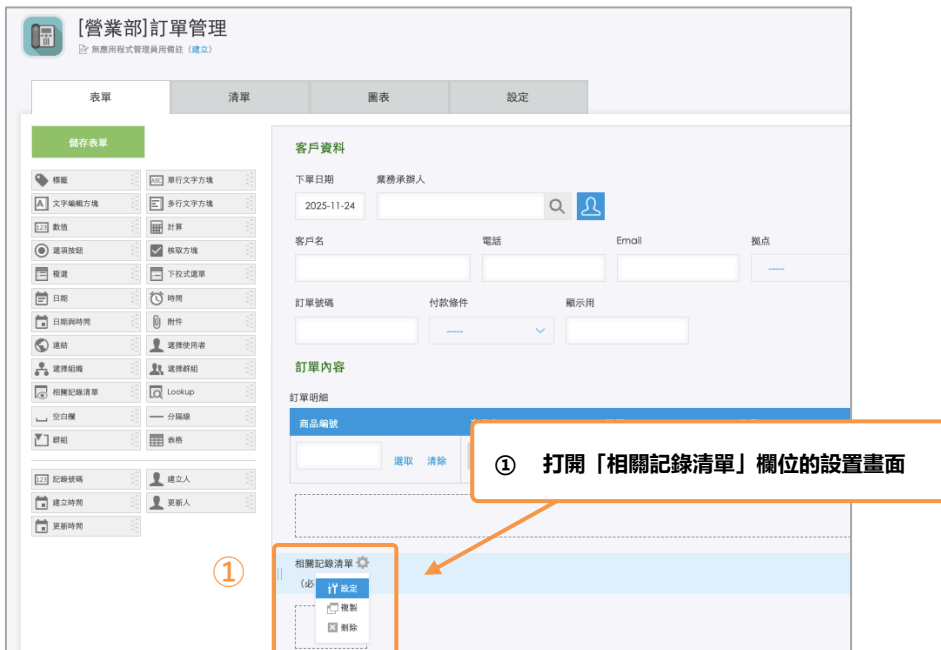 [營業部]訂單管理
無應用程式管理員用備註（建立）
表單 清單 圖表 設定
儲存表單
標籤 ABC 單行文字方塊
A 文字編輯方塊 E 多行文字方塊
123 數值 計算
選項按鈕 核取方塊
複選 下拉式選單
日期 時間
日期與時間 附件
連結 選擇使用者
選擇組織 選擇群組
相關記錄清單 Lookup
空白欄 分隔線
群組 表格
123 記錄號碼 建立人
建立時間 更新人
更新時間
客戶資料
下單日期 業務承辦人
2025-11-24
客戶名 電話 Email 拠点
-----
訂單號碼 付款條件 顯示用
-----
訂單內容
訂單明細
商品編號
選取 清除
① 打開「相關記錄清單」欄位的設置畫面
①
相關記錄清單
（必
設定
複製
刪除